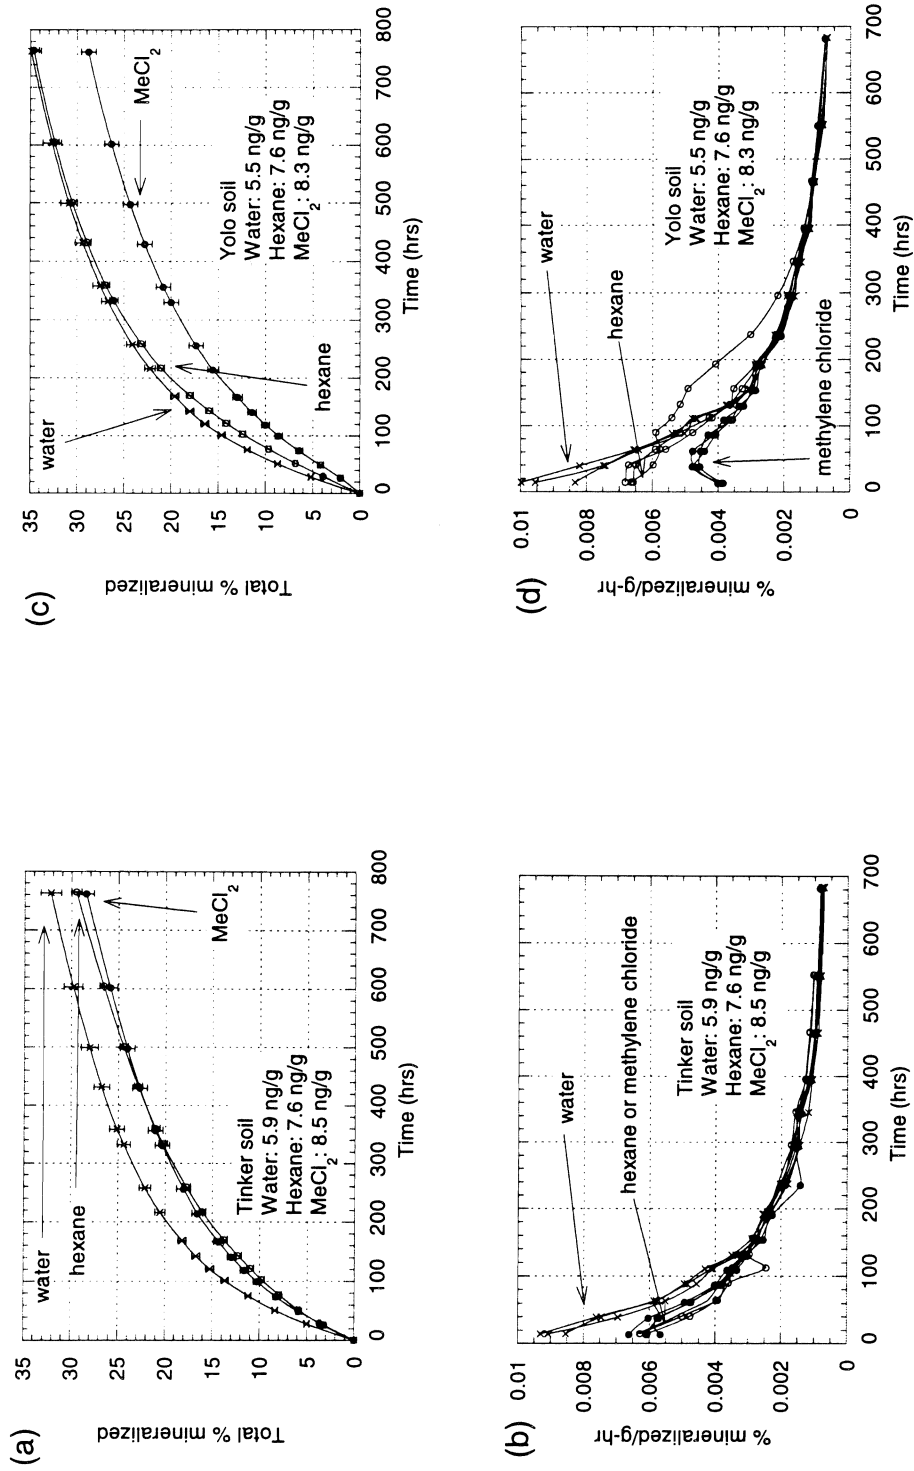 (a)
Total % mineralized
35
30
25
20
15
10
5
0
0
100
200
300
400
500
600
700
800
Time (hrs)
water
hexane
MeCl2
Tinker soil
Water: 5.9 ng/g
Hexane: 7.6 ng/g
MeCl2: 8.5 ng/g
(b)
% mineralized/g-hr
0.01
0.008
0.006
0.004
0.002
0
0
100
200
300
400
500
600
700
Time (hrs)
water
hexane or methylene chloride
Tinker soil
Water: 5.9 ng/g
Hexane: 7.6 ng/g
MeCl2: 8.5 ng/g
(c)
Total % mineralized
35
30
25
20
15
10
5
0
0
100
200
300
400
500
600
700
800
Time (hrs)
water
hexane
MeCl2
Yolo soil
Water: 5.5 ng/g
Hexane: 7.6 ng/g
MeCl2: 8.3 ng/g
(d)
% mineralized/g-hr
0.01
0.008
0.006
0.004
0.002
0
0
100
200
300
400
500
600
700
Time (hrs)
water
hexane
methylene chloride
Yolo soil
Water: 5.5 ng/g
Hexane: 7.6 ng/g
MeCl2: 8.3 ng/g